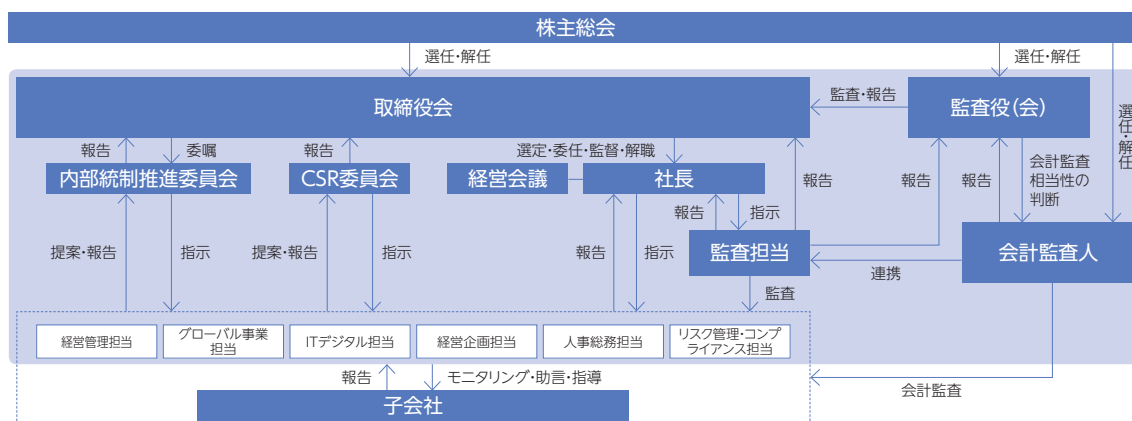 株主総会
選任・解任
選任・解任
選任・解任
取締役会
監査・報告
監査役(会)
報告
委嘱
報告
選定・委任・監督・解職
報告
報告
報告
会計監査
相当性の
判断
内部統制推進委員会
CSR委員会
経営会議
社長
報告
指示
提案・報告
指示
提案・報告
指示
報告
指示
監査担当
連携
会計監査人
監査
経営管理担当
グローバル事業
担当
ITデジタル担当
経営企画担当
人事総務担当
リスク管理・コンプ
ライアンス担当
報告
モニタリング・助言・指導
会計監査
子会社